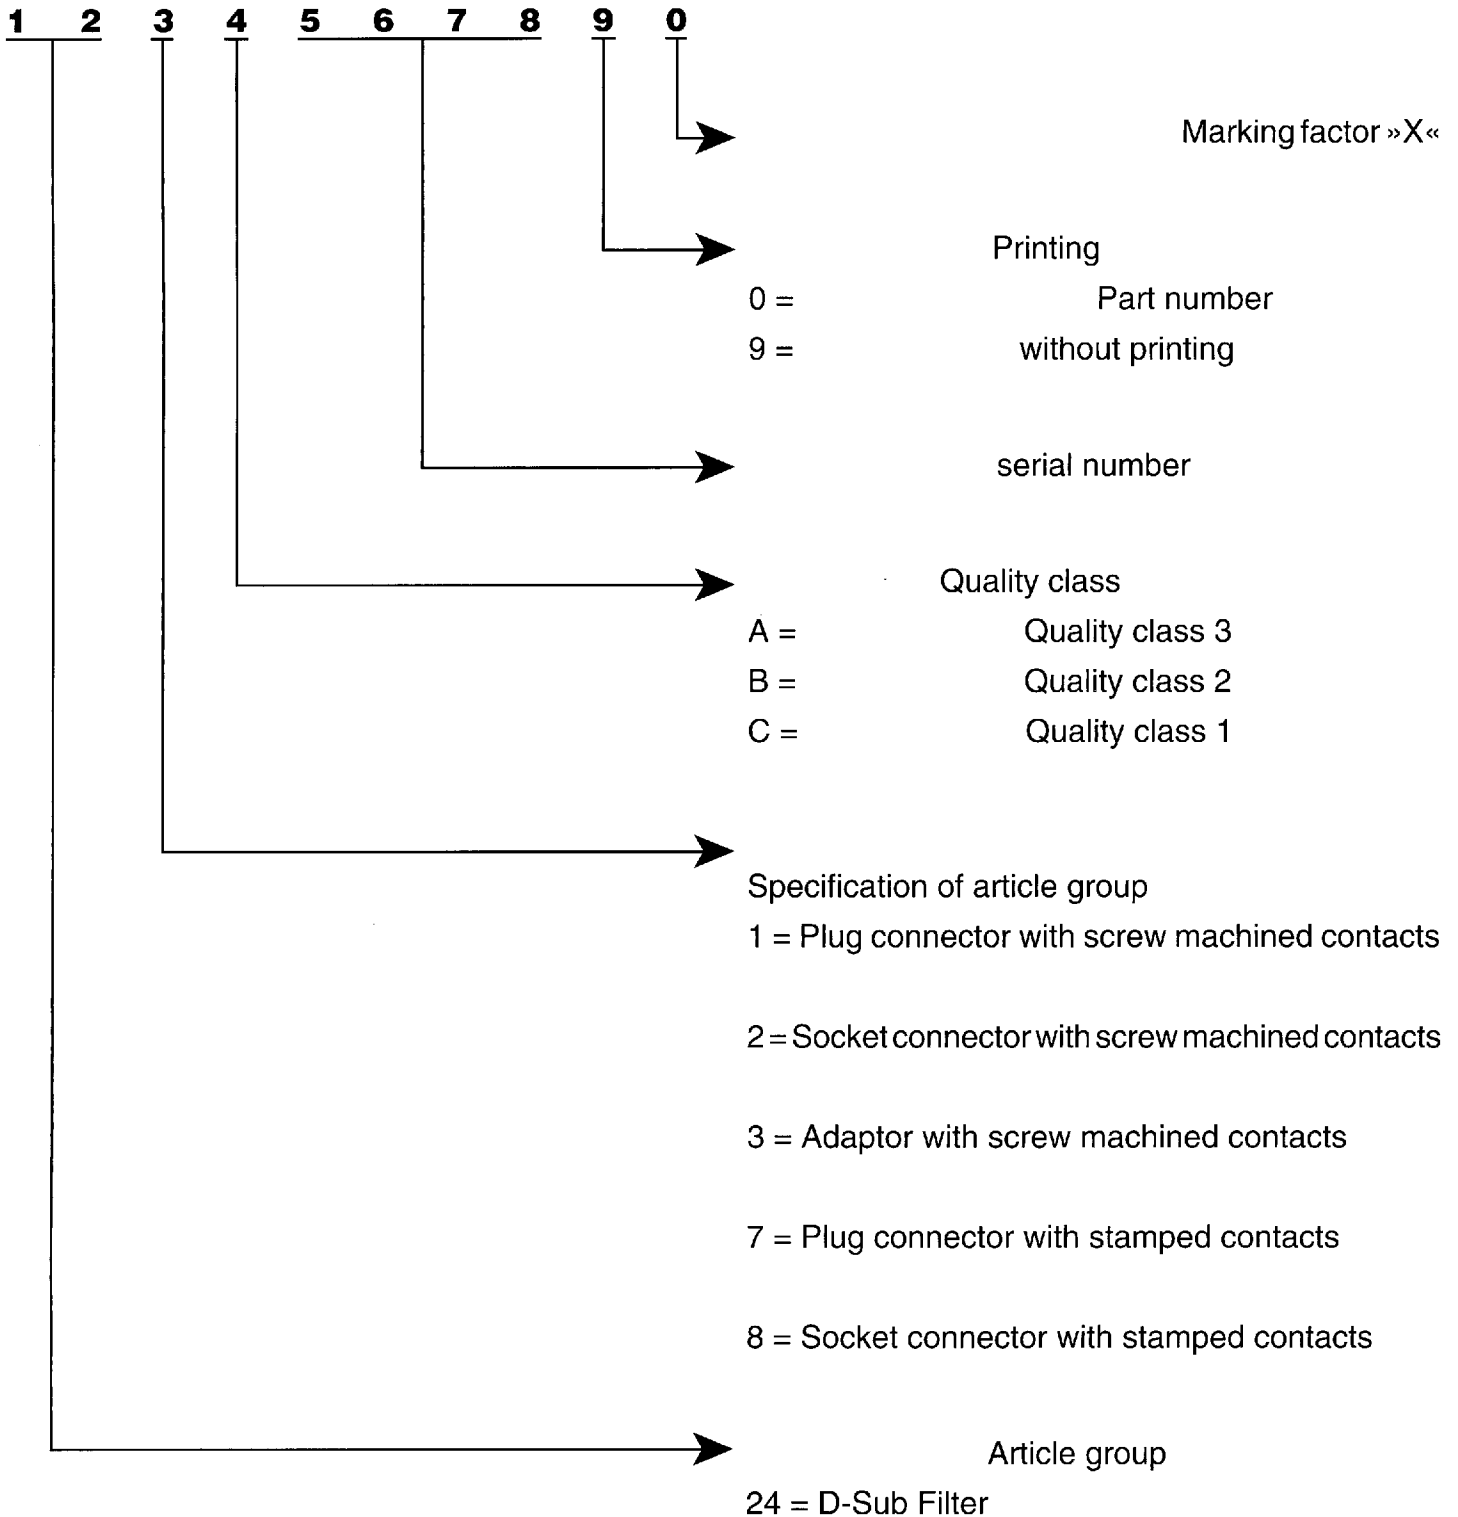 1 2 3 4 5 6 7 8 9 0
Marking factor »X«
Printing
0 = Part number
9 = without printing
serial number
Quality class
A = Quality class 3
B = Quality class 2
C = Quality class 1
Specification of article group
1 = Plug connector with screw machined contacts
2 = Socket connector with screw machined contacts
3 = Adaptor with screw machined contacts
7 = Plug connector with stamped contacts
8 = Socket connector with stamped contacts
Article group
24 = D-Sub Filter